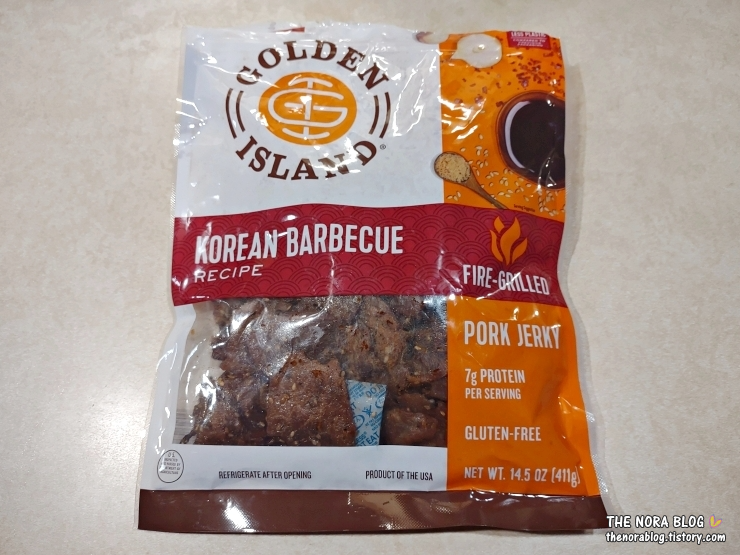 LESS PLASTIC
GOLDEN
ISLAND®
KOREAN BARBECUE
RECIPE
FIRE-GRILLED
PORK JERKY
7g PROTEIN
PER SERVING
GLUTEN-FREE
EAT
REFRIGERATE AFTER OPENING
PRODUCT OF THE USA
NET WT. 14.5 OZ (411g)
THE NORA BLOG
thenorablog.tistory.com